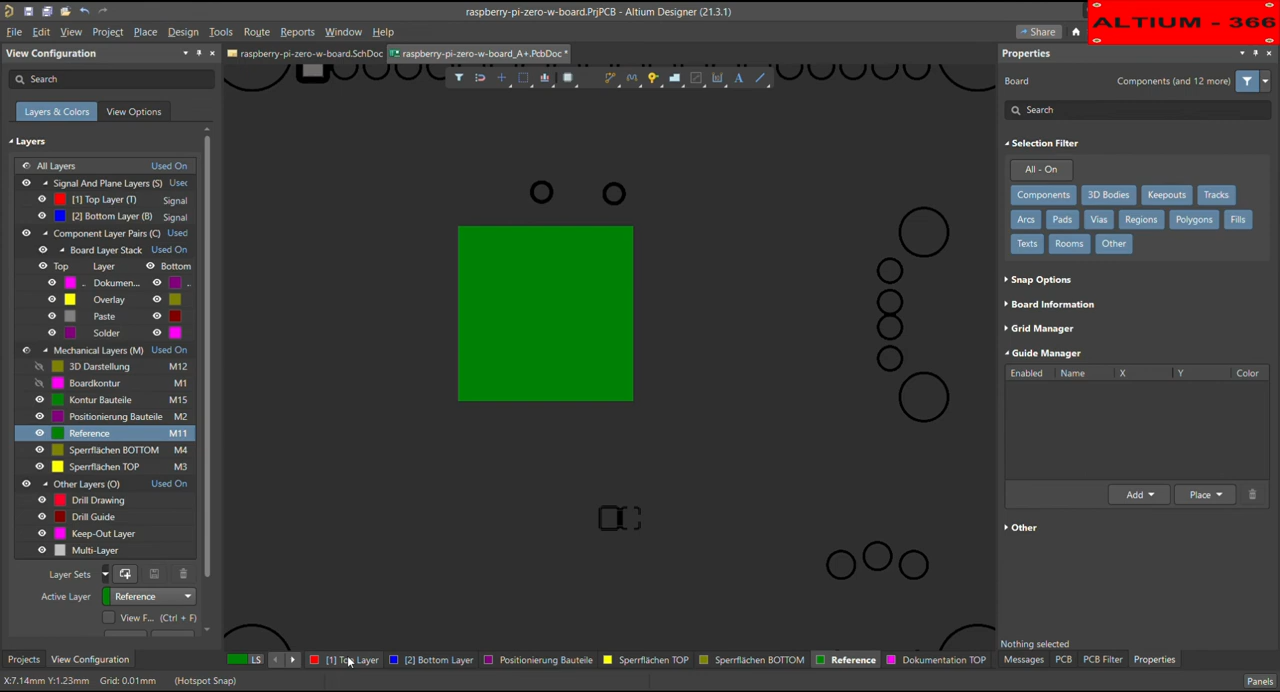 raspberry-pi-zero-w-board.PrjPCB - Altium Designer (21.3.1)
File Edit View Project Place Design Tools Route Reports Window Help
Share
ALTIUM - 366
View Configuration
raspberry-pi-zero-w-board.SchDoc
raspberry-pi-zero-w-board_A+.PcbDoc *
Properties
Search
Layers & Colors
View Options
Board
Components (and 12 more)
Search
Layers
All Layers Used On
Signal And Plane Layers (S) Used
[1] Top Layer (T) Signal
[2] Bottom Layer (B) Signal
Component Layer Pairs (C) Used
Board Layer Stack Used On
Top Layer Bottom
. Dokumen... .
Overlay
Paste
Solder
Mechanical Layers (M) Used On
3D Darstellung M12
Boardkontur M1
Kontur Bauteile M15
Positionierung Bauteile M2
Reference M11
Sperrflächen BOTTOM M4
Sperrflächen TOP M3
Other Layers (O) Used On
Drill Drawing
Drill Guide
Keep-Out Layer
Multi-Layer
Layer Sets
Active Layer Reference
View F... (Ctrl + F)
Selection Filter
All - On
Components 3D Bodies Keepouts Tracks
Arcs Pads Vias Regions Polygons Fills
Texts Rooms Other
Snap Options
Board Information
Grid Manager
Guide Manager
Enabled Name X Y Color
Add Place
Other
Nothing selected
Projects View Configuration
LS [1] Top Layer [2] Bottom Layer Positionierung Bauteile Sperrflächen TOP Sperrflächen BOTTOM Reference Dokumentation TOP
Messages PCB PCB Filter Properties
X:7.14mm Y:1.23mm Grid: 0.01mm (Hotspot Snap)
Panels